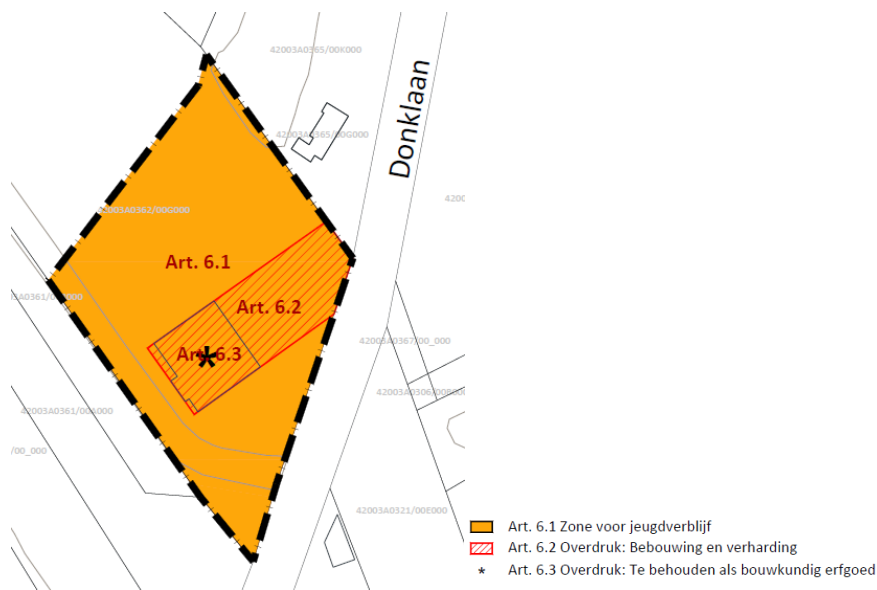 42003A0365/00K000
Donklaan
42003A0365/00G000
4200
42003A0362/00G000
Art. 6.1
Art. 6.2
42003A0367/00_000
Art. 6.3
*
/00_000
42003A0361/00A000
42003A0321/00E000
Art. 6.1 Zone voor jeugdverblijf
Art. 6.2 Overdruk: Bebouwing en verharding
* Art. 6.3 Overdruk: Te behouden als bouwkundig erfgoed